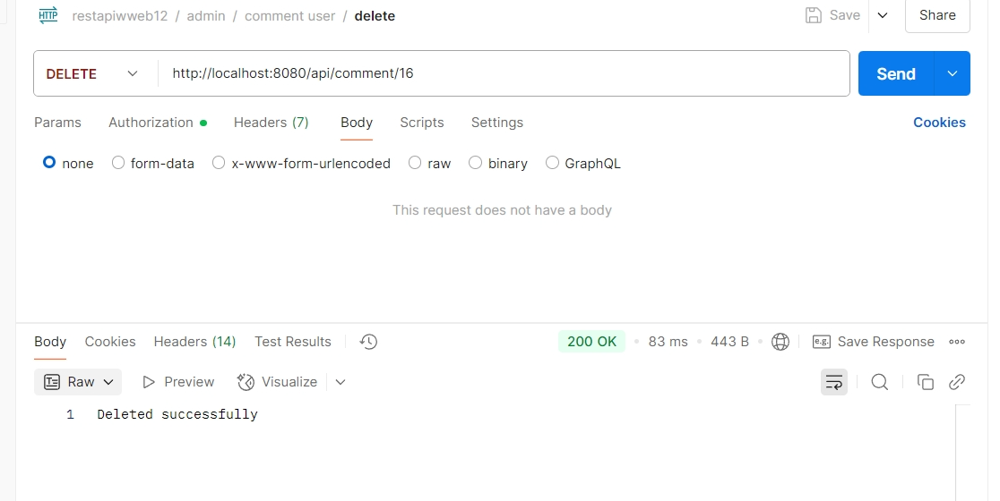 HTTP restapiwweb12 / admin / comment user / delete Save Share
DELETE http://localhost:8080/api/comment/16 Send
Params Authorization Headers (7) Body Scripts Settings Cookies
none form-data x-www-form-urlencoded raw binary GraphQL
This request does not have a body
Body Cookies Headers (14) Test Results 200 OK • 83 ms • 443 B • e.g. Save Response
Raw Preview Visualize
1 Deleted successfully